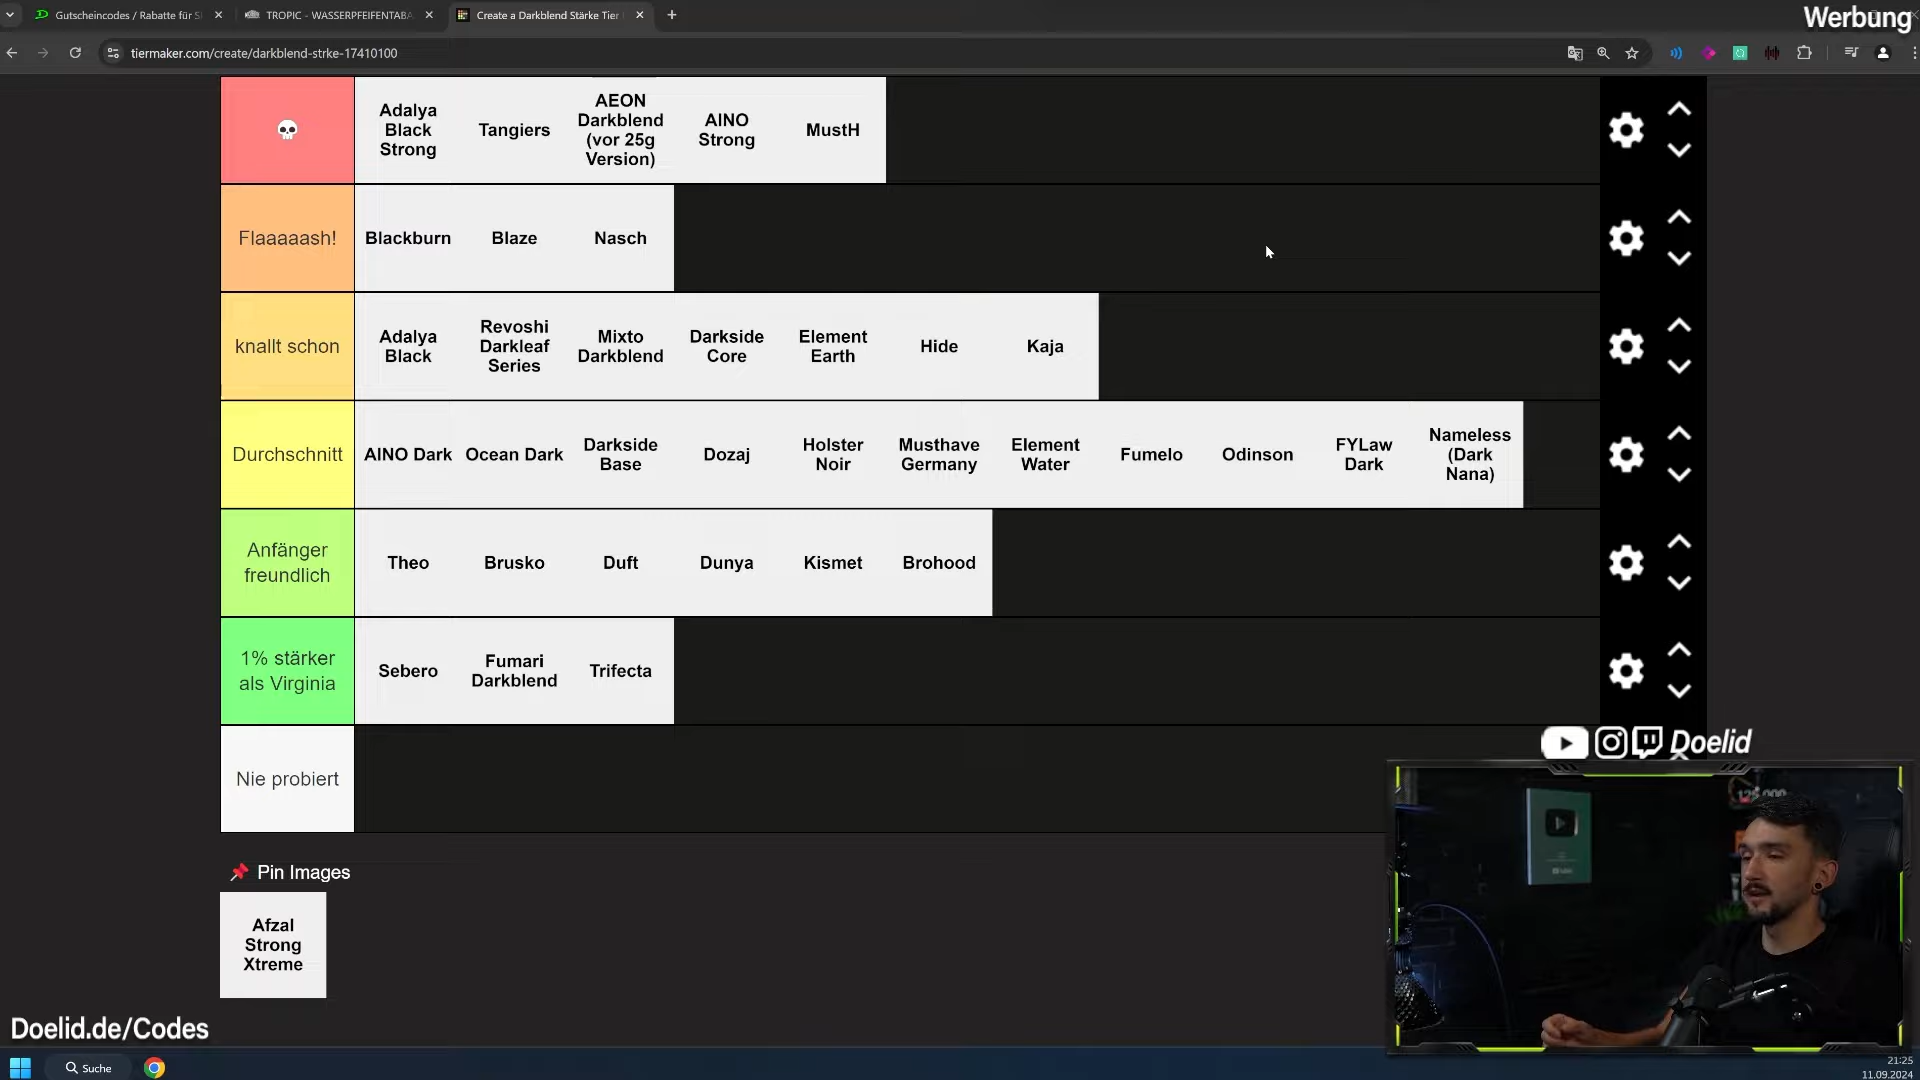 Gutscheincodes / Rabatte für S
TROPIC - WASSERPFEIFENTABA
Create a Darkblend Stärke Tier
Werbung
tiermaker.com/create/darkblend-strke-17410100
💀
Adalya
Black
Strong
Tangiers
AEON
Darkblend
(vor 25g
Version)
AINO
Strong
MustH
Flaaaaash!
Blackburn
Blaze
Nasch
knallt schon
Adalya
Black
Revoshi
Darkleaf
Series
Mixto
Darkblend
Darkside
Core
Element
Earth
Hide
Kaja
Durchschnitt
AINO Dark
Ocean Dark
Darkside
Base
Dozaj
Holster
Noir
Musthave
Germany
Element
Water
Fumelo
Odinson
FYLaw
Dark
Nameless
(Dark
Nana)
Anfänger
freundlich
Theo
Brusko
Duft
Dunya
Kismet
Brohood
1% stärker
als Virginia
Sebero
Fumari
Darkblend
Trifecta
Nie probiert
Doelid
📌 Pin Images
Afzal
Strong
Xtreme
Doelid.de/Codes
Suche
21:25
11.09.2024